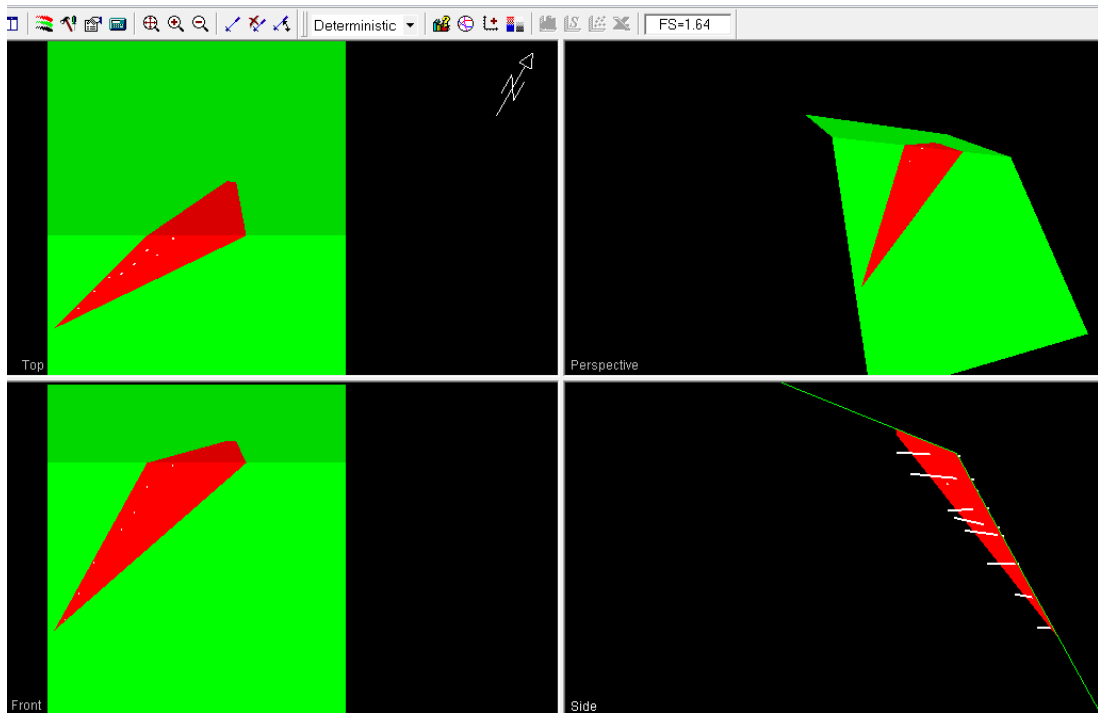 Deterministic FS=1.64
N
Top
Perspective
Front
Side